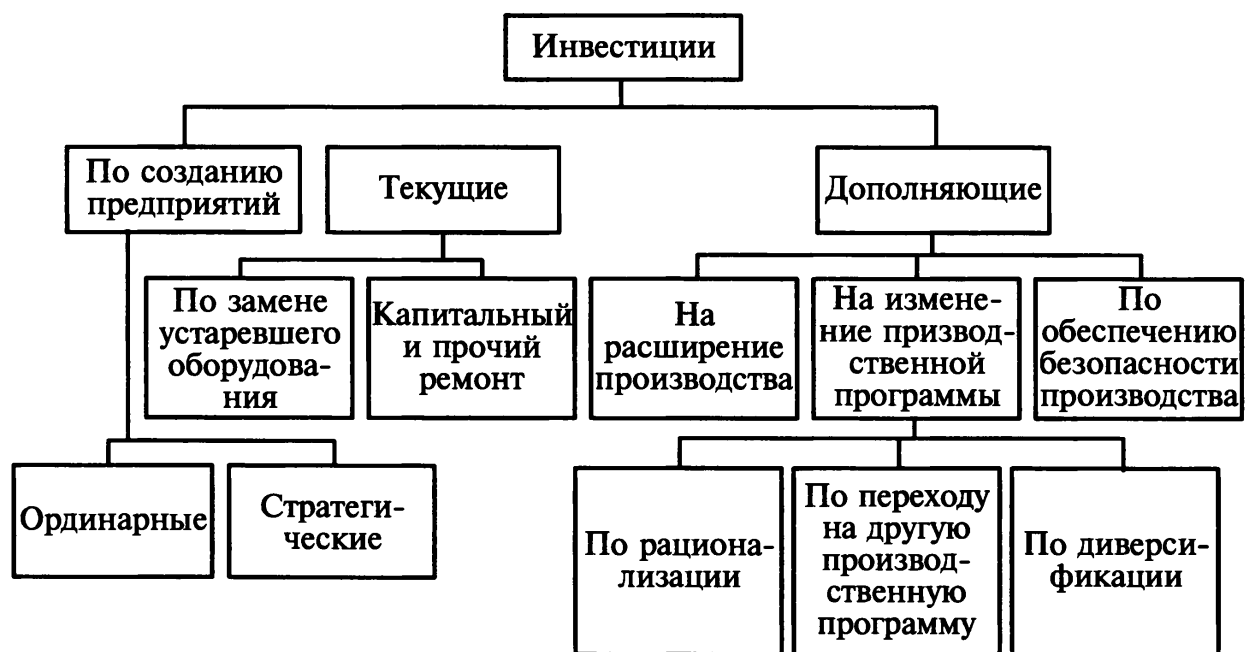 Инвестиции
По созданию
предприятий
Текущие
Дополняющие
По замене
устаревшего
оборудова-
ния
Капитальный
и прочий
ремонт
На
расширение
производства
На измене-
ние призвод-
ственной
программы
По
обеспечению
безопасности
производства
Ординарные
Стратеги-
ческие
По рациона-
лизации
По переходу
на другую
производ-
ственную
программу
По диверси-
фикации